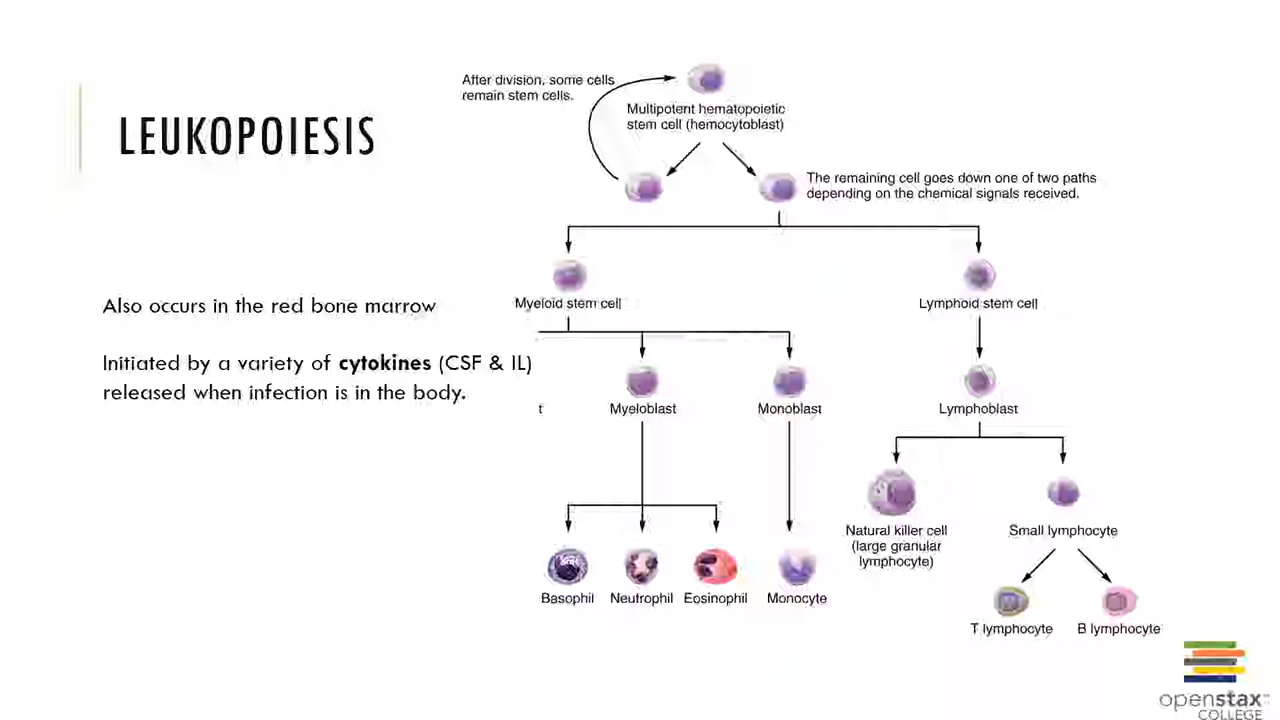 After division, some cells
remain stem cells.
Multipotent hematopoietic
stem cell (hemocytoblast)
LEUKOPOIESIS
The remaining cell goes down one of two paths
depending on the chemical signals received.
Also occurs in the red bone marrow
Myeloid stem cell
Lymphoid stem cell
Initiated by a variety of cytokines (CSF & IL)
released when infection is in the body.
t
Myeloblast
Monoblast
Lymphoblast
Natural killer cell
(large granular
lymphocyte)
Small lymphocyte
Basophil
Neutrophil
Eosinophil
Monocyte
T lymphocyte
B lymphocyte
openstax™
COLLEGE